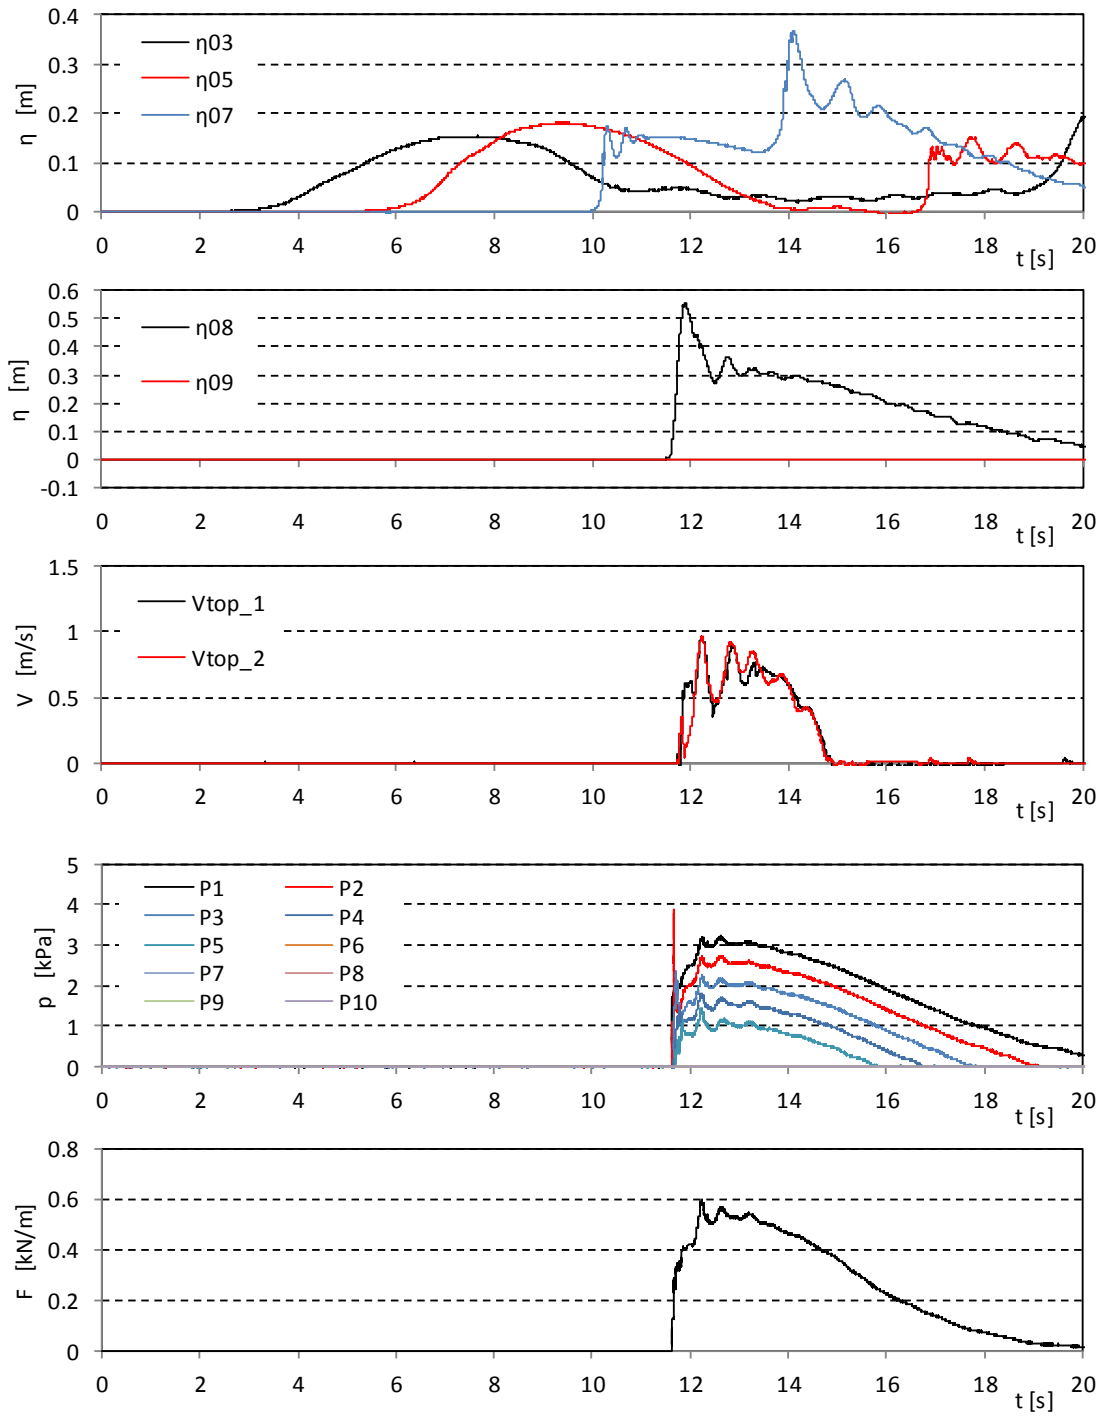 0.4
0.3
0.2
0.1
0
η [m]
η03
η05
η07
0 2 4 6 8 10 12 14 16 18 20
t [s]
0.6
0.5
0.4
0.3
0.2
0.1
0
-0.1
η [m]
η08
η09
0 2 4 6 8 10 12 14 16 18 20
t [s]
1.5
1
0.5
0
V [m/s]
Vtop_1
Vtop_2
0 2 4 6 8 10 12 14 16 18 20
t [s]
5
4
3
2
1
0
p [kPa]
P1 P2
P3 P4
P5 P6
P7 P8
P9 P10
0 2 4 6 8 10 12 14 16 18 20
t [s]
0.8
0.6
0.4
0.2
0
F [kN/m]
0 2 4 6 8 10 12 14 16 18 20
t [s]